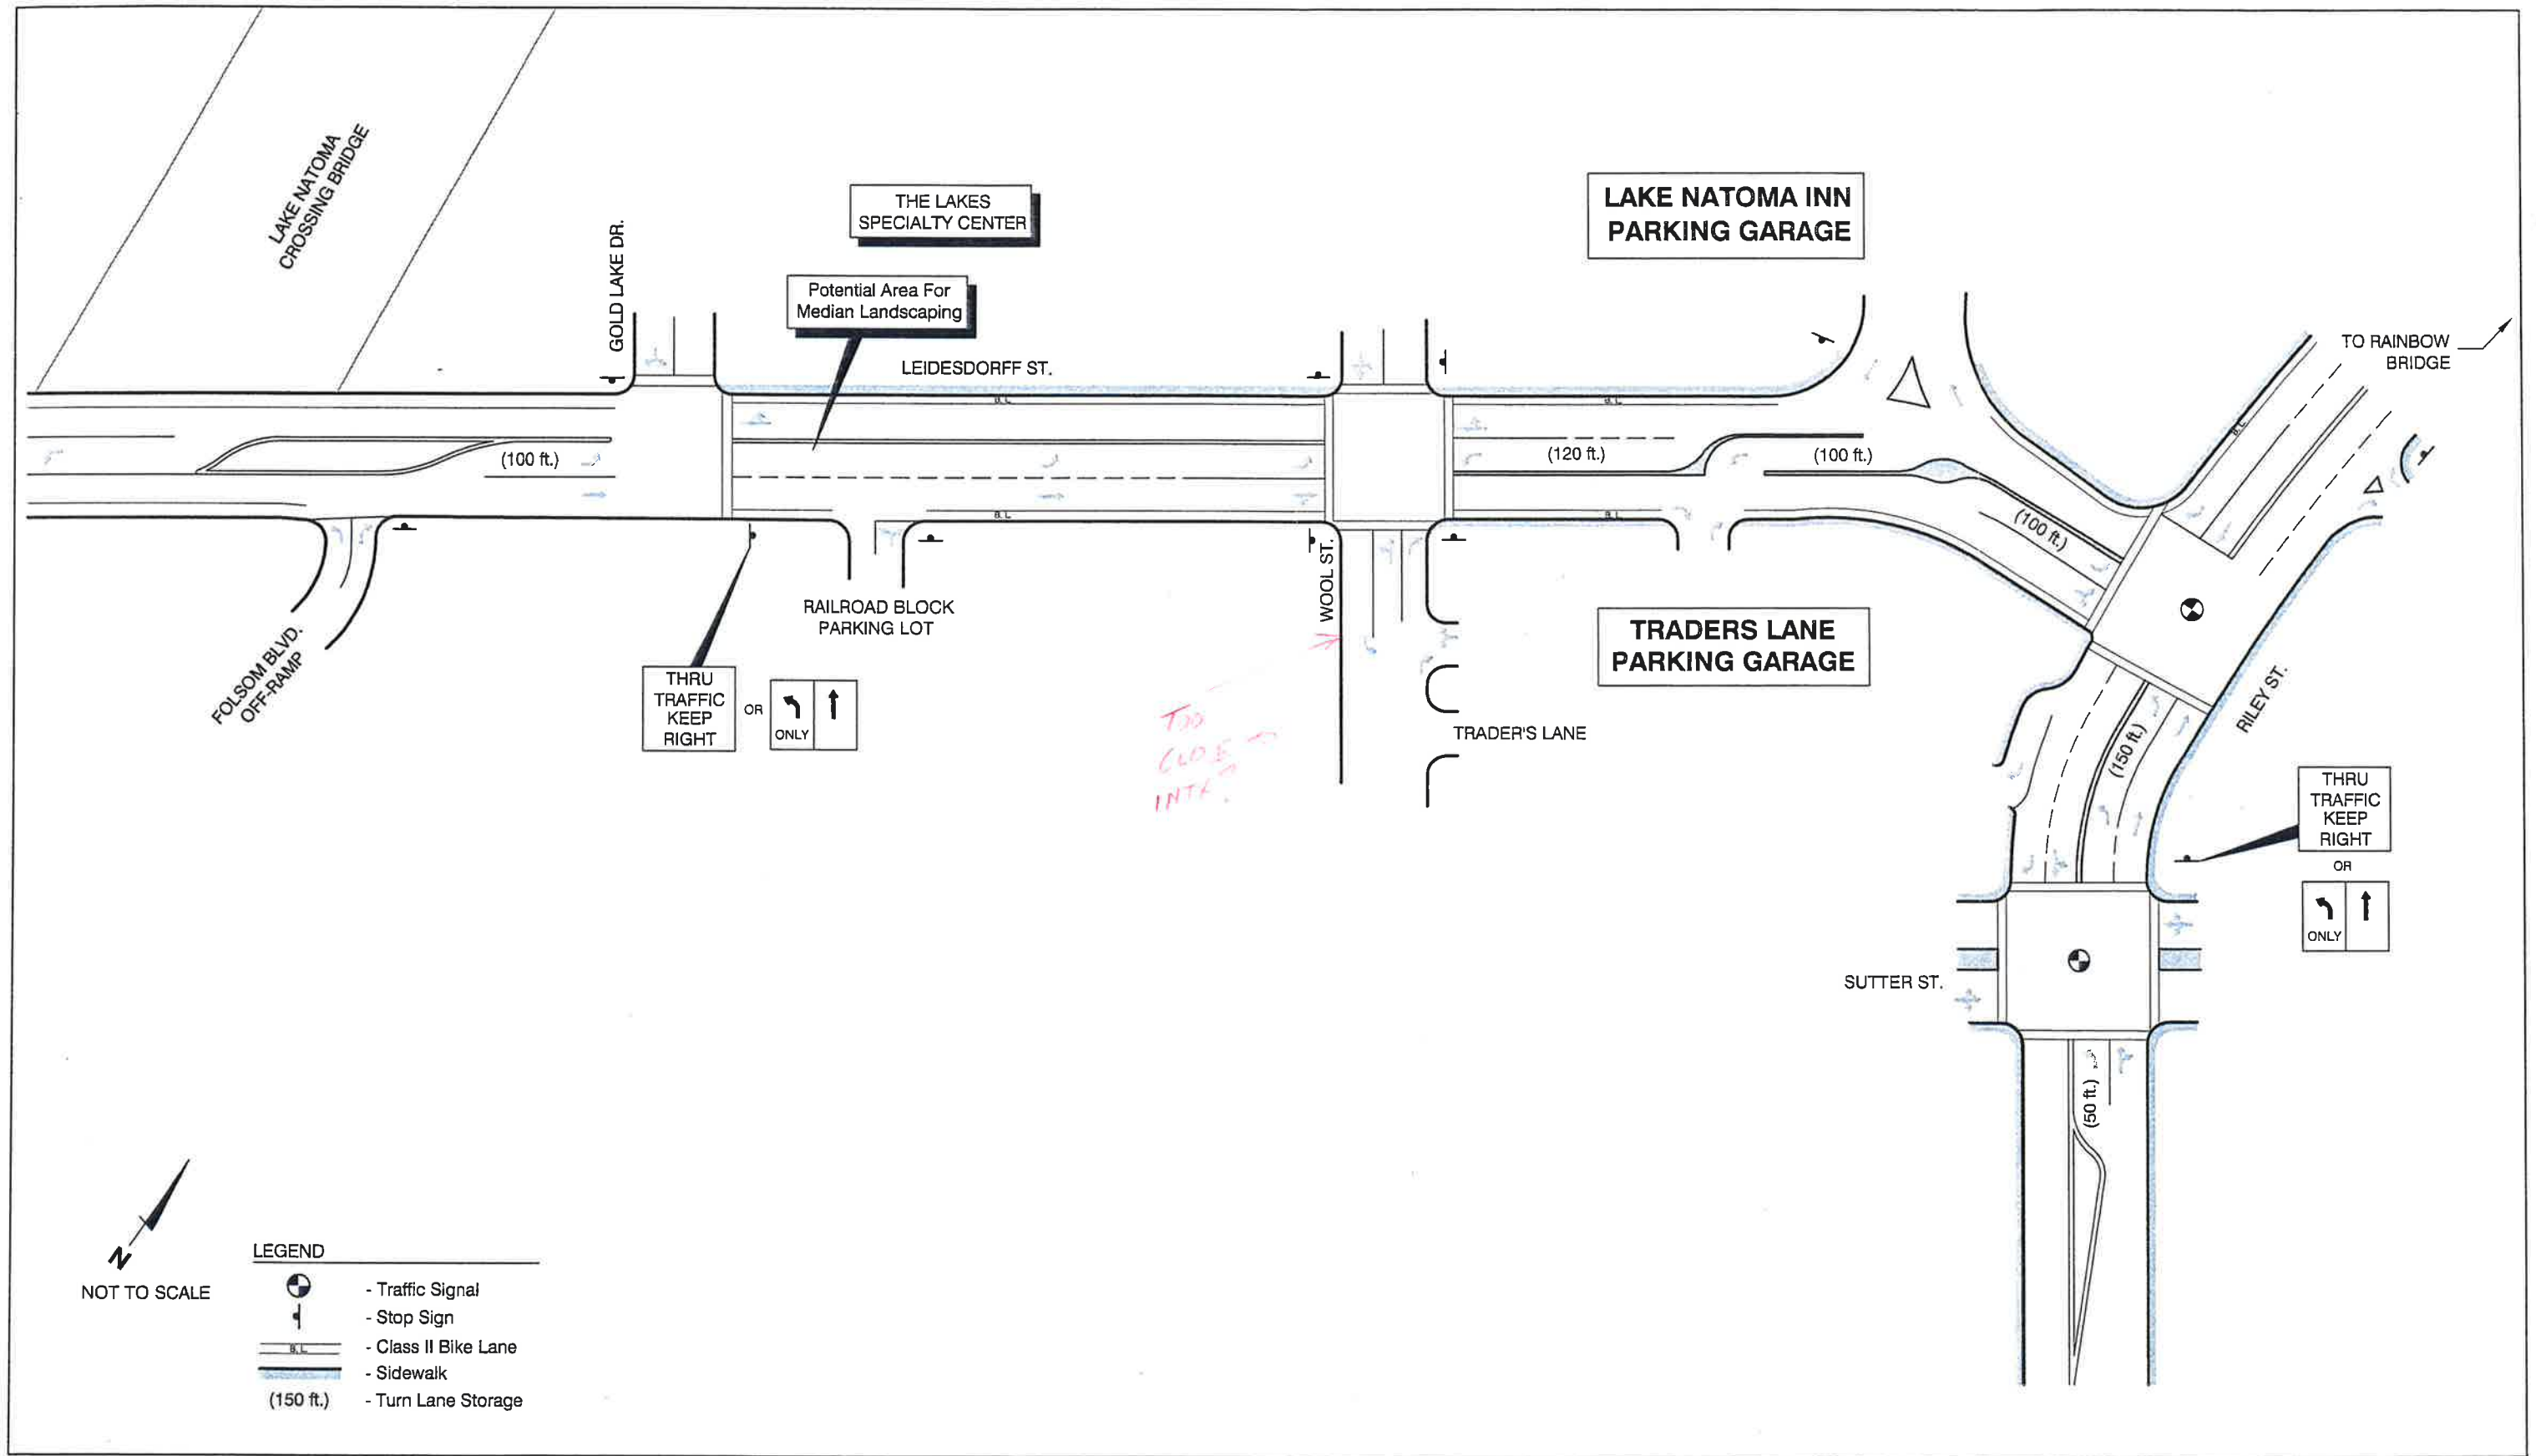 LAKE NATOMA
CROSSING BRIDGE
GOLD LAKE DR.
THE LAKES
SPECIALTY CENTER
Potential Area For
Median Landscaping
LEIDESDORFF ST.
LAKE NATOMA INN
PARKING GARAGE
TO RAINBOW
BRIDGE
B.L.
B.L.
B.L.
(100 ft.)
(120 ft.)
(100 ft.)
(100 ft.)
B.L.
B.L.
FOLSOM BLVD.
OFF-RAMP
RAILROAD BLOCK
PARKING LOT
WOOL ST.
TRADERS LANE
PARKING GARAGE
THRU
TRAFFIC
KEEP
RIGHT
OR
ONLY
TOO
CLOSE
TRADER'S LANE
RILEY ST.
(150 ft.)
THRU
TRAFFIC
KEEP
RIGHT
OR
ONLY
SUTTER ST.
(50 ft.)
N
NOT TO SCALE
LEGEND
- Traffic Signal
- Stop Sign
B.L. - Class II Bike Lane
- Sidewalk
(150 ft.) - Turn Lane Storage